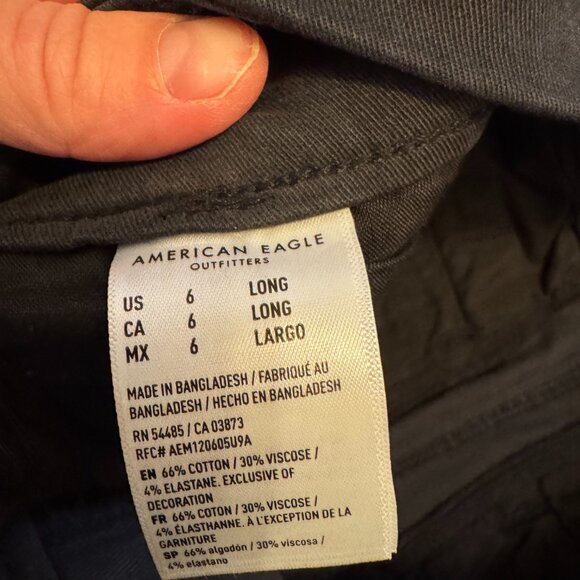 AMERICAN EAGLE
OUTFITTERS
US 6 LONG
CA 6 LONG
MX 6 LARGO
MADE IN BANGLADESH / FABRIQUÉ AU
BANGLADESH / HECHO EN BANGLADESH
RN 54485 / CA 03873
RFC# AEM120605U9A
EN 66% COTTON / 30% VISCOSE /
4% ELASTANE. EXCLUSIVE OF
DECORATION
FR 66% COTON / 30% VISCOSE /
4% ÉLASTHANNE. À L'EXCEPTION DE LA
GARNITURE
SP 66% algodón / 30% viscosa /
4% elastano